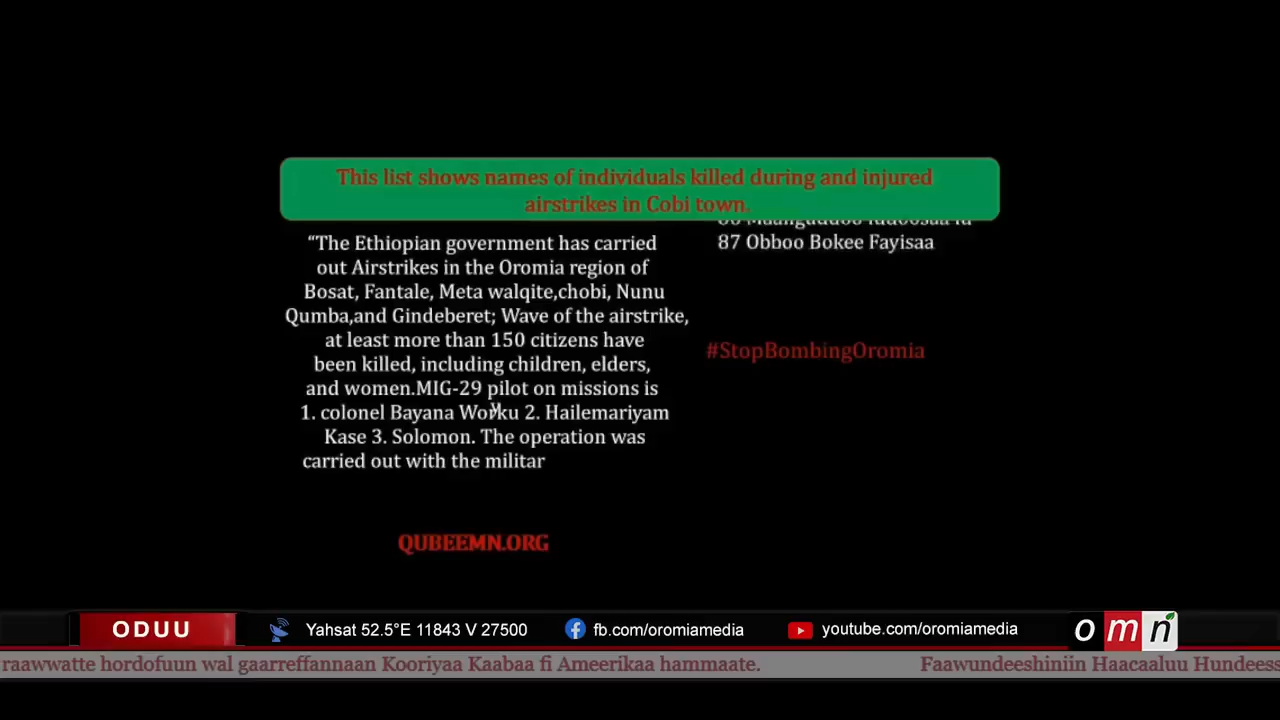 This list shows names of individuals killed during and injured
airstrikes in Cobi town.
“The Ethiopian government has carried
out Airstrikes in the Oromia region of
Bosat, Fantale, Meta walqite,chobi, Nunu
Qumba,and Gindeberet; Wave of the airstrike,
at least more than 150 citizens have
been killed, including children, elders,
and women.MIG-29 pilot on missions is
1. colonel Bayana Worku 2. Hailemariyam
Kase 3. Solomon. The operation was
carried out with the militar
QUBEEMN.ORG
87 Obboo Bokee Fayisaa
#StopBombingOromia
ODUU
Yahsat 52.5°E 11843 V 27500
fb.com/oromiamedia
youtube.com/oromiamedia
omn
raawwatte hordofuun wal gaarreffannaan Kooriyaa Kaabaa fi Ameerikaa hammaate.
Faawundeeshiniin Haacaaluu Hundeess